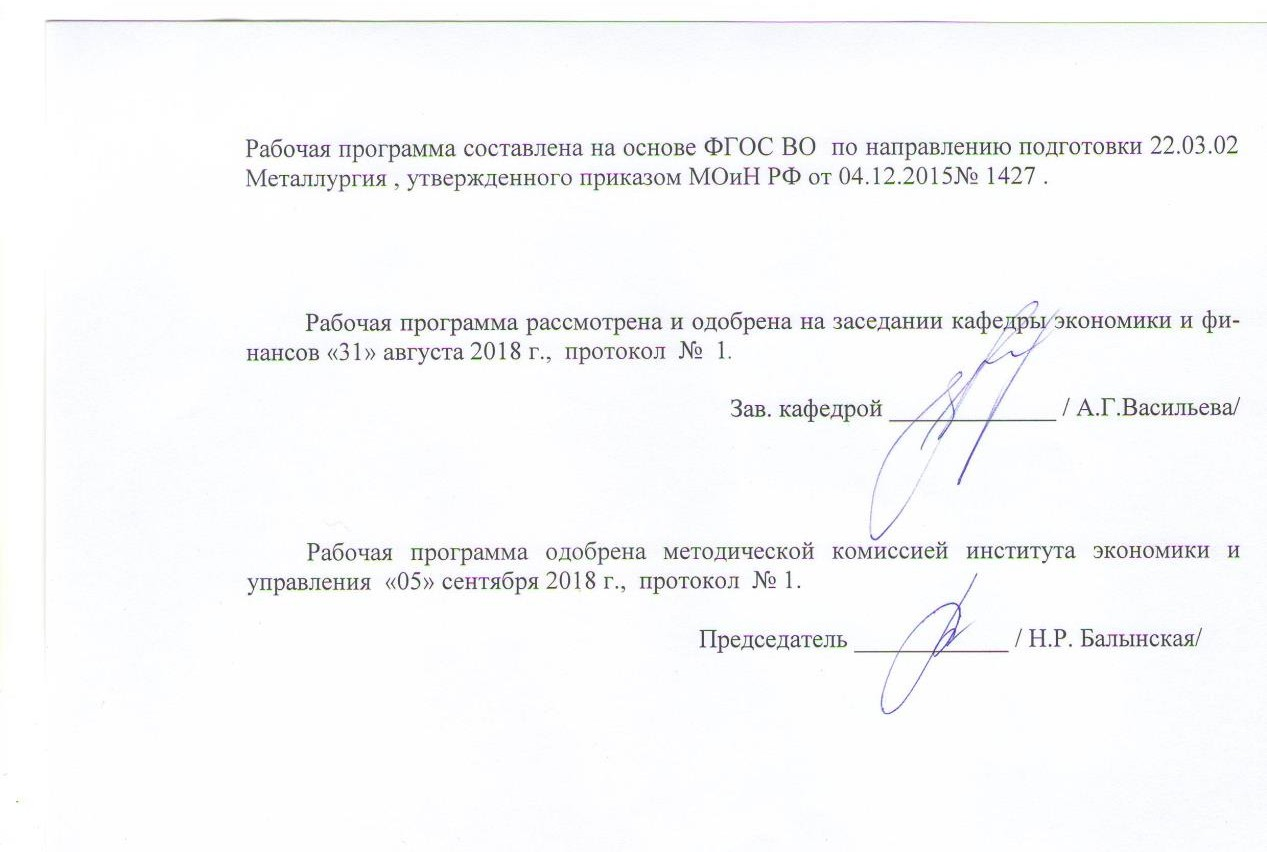 Рабочая программа составлена на основе ФГОС ВО по направлению подготовки 22.03.02
Металлургия , утвержденного приказом МОиН РФ от 04.12.2015№ 1427 .
Рабочая программа рассмотрена и одобрена на заседании кафедры экономики и фи-
нансов «31» августа 2018 г., протокол № 1.
Зав. кафедрой _____________ / А.Г.Васильева/
Рабочая программа одобрена методической комиссией института экономики и
управления «05» сентября 2018 г., протокол № 1.
Председатель ____________ / Н.Р. Балынская/